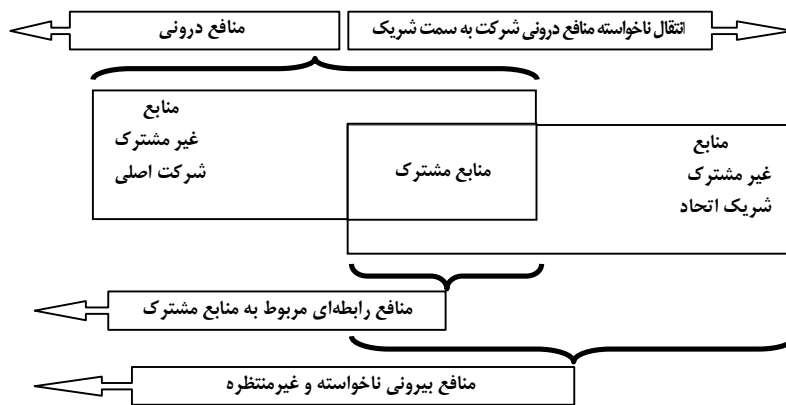 انتقال ناخواسته منافع درونی شرکت به سمت شریک
منافع درونی
منابع
غیر مشترک
شرکت اصلی
منابع مشترک
منابع
غیر مشترک
شریک اتحاد
منافع رابطه‌ای مربوط به منابع مشترک
منافع بیرونی ناخواسته و غیرمنتظره